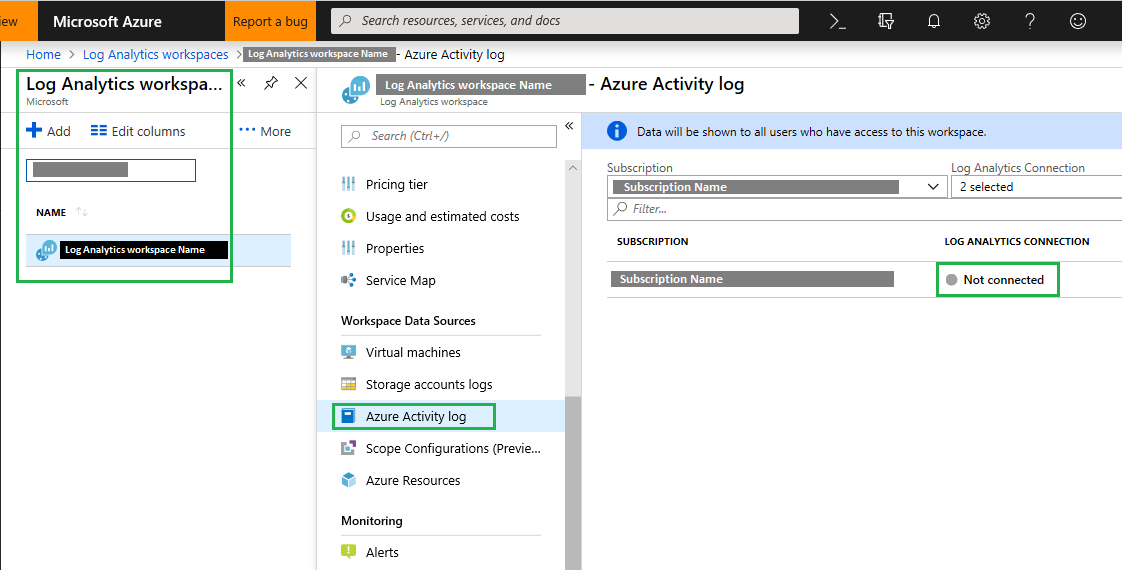 iew
Microsoft Azure
Report a bug
Search resources, services, and docs
Home > Log Analytics workspaces > Log Analytics workspace Name - Azure Activity log
Log Analytics workspa...
Microsoft
Add
Edit columns
More
NAME
Log Analytics workspace Name
Log Analytics workspace Name - Azure Activity log
Log Analytics workspace
Search (Ctrl+/)
Pricing tier
Usage and estimated costs
Properties
Service Map
Workspace Data Sources
Virtual machines
Storage accounts logs
Azure Activity log
Scope Configurations (Previe...
Azure Resources
Monitoring
Alerts
Data will be shown to all users who have access to this workspace.
Subscription
Log Analytics Connection
Subscription Name
2 selected
Filter...
SUBSCRIPTION
LOG ANALYTICS CONNECTION
Subscription Name
Not connected